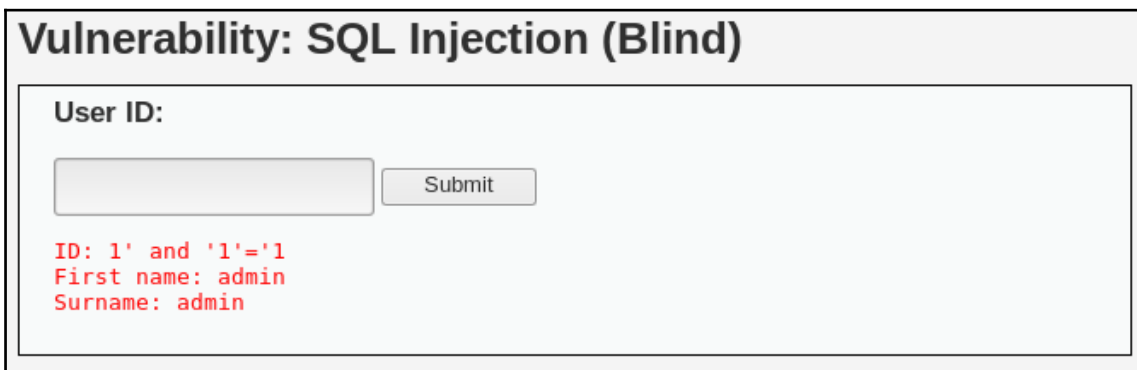 Vulnerability: SQL Injection (Blind)
User ID:
Submit
ID: 1' and '1'='1
First name: admin
Surname: admin